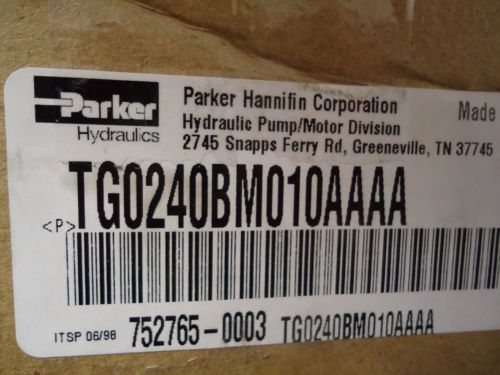 Parker
Hydraulics
Parker Hannifin Corporation
Hydraulic Pump/Motor Division
2745 Snapps Ferry Rd, Greeneville, TN 37745
Made
TG0240BM010AAAA
<P>
ITSP 06/98 752765-0003 TG0240BM010AAAA